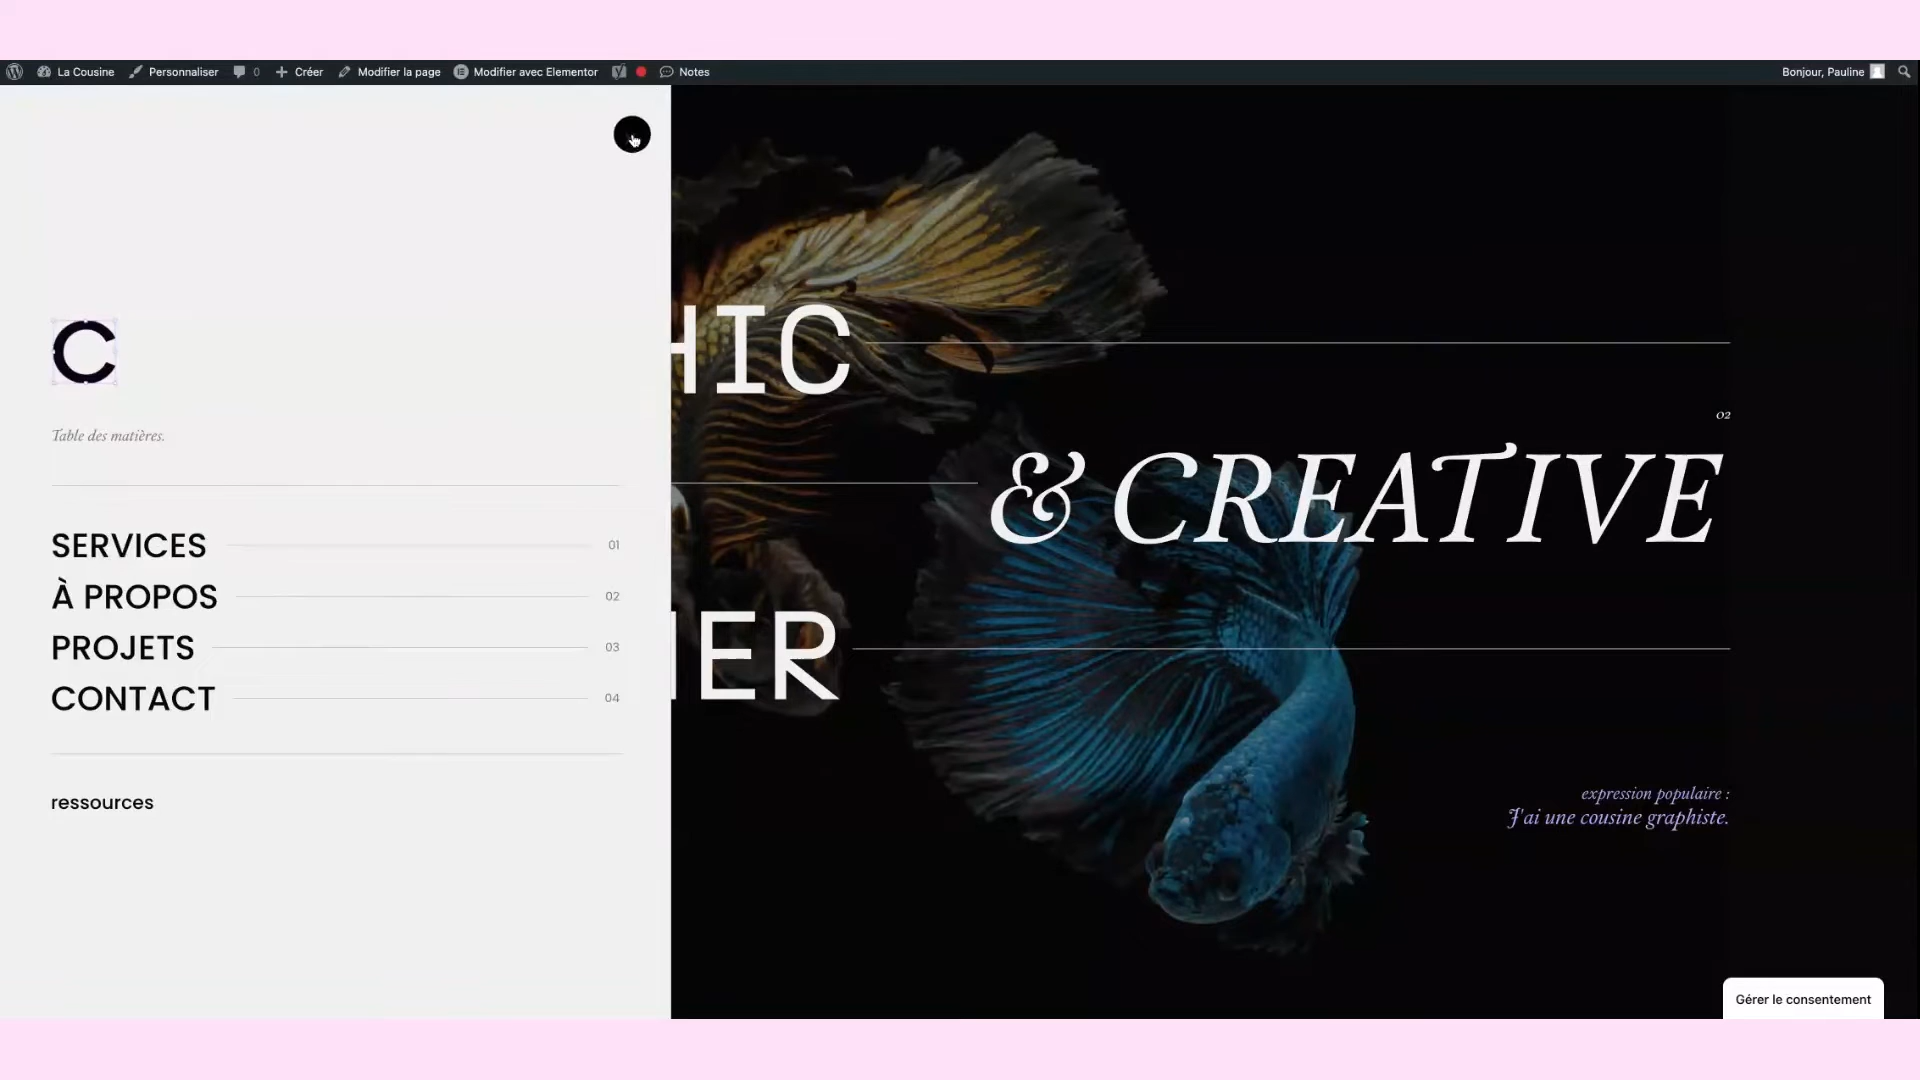 La Cousine Personnaliser 0 Créer Modifier la page Modifier avec Elementor Notes Bonjour, Pauline
C
Table des matières.
SERVICES 01
À PROPOS 02
PROJETS 03
CONTACT 04
ressources
HIC
02
& CREATIVE
NER
expression populaire :
J'ai une cousine graphiste.
Gérer le consentement